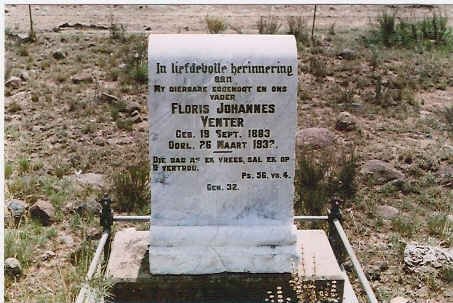 In liefdevolle herinnering
aan
My dierbare eggenoot en ons
vader
Floris Johannes
Venter
Geb. 19 Sept. 1883
Oorl. 26 Maart 193?.
Die dag as ek vrees, sal ek op
U vertrou.
Ps. 56, vs. 4.
Gen. 32.